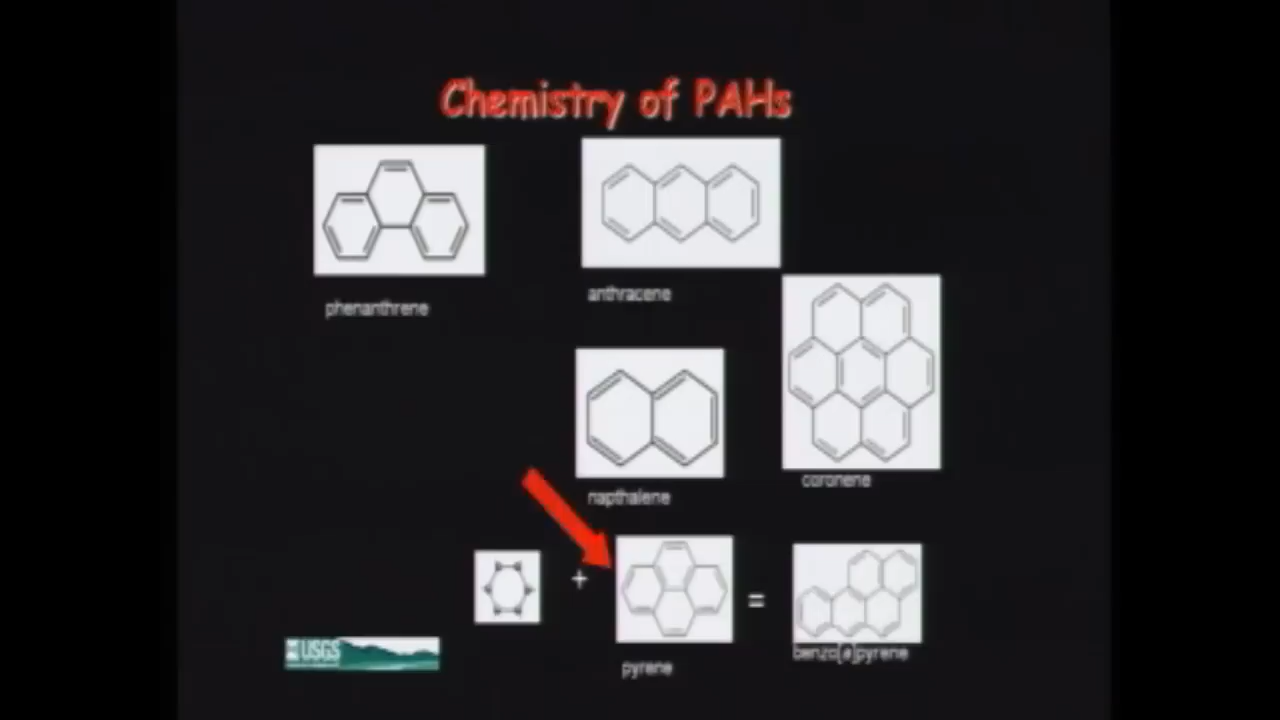 Chemistry of PAHs
phenanthrene
anthracene
coronene
napthalene
+
=
pyrene
benzo[a]pyrene
USGS